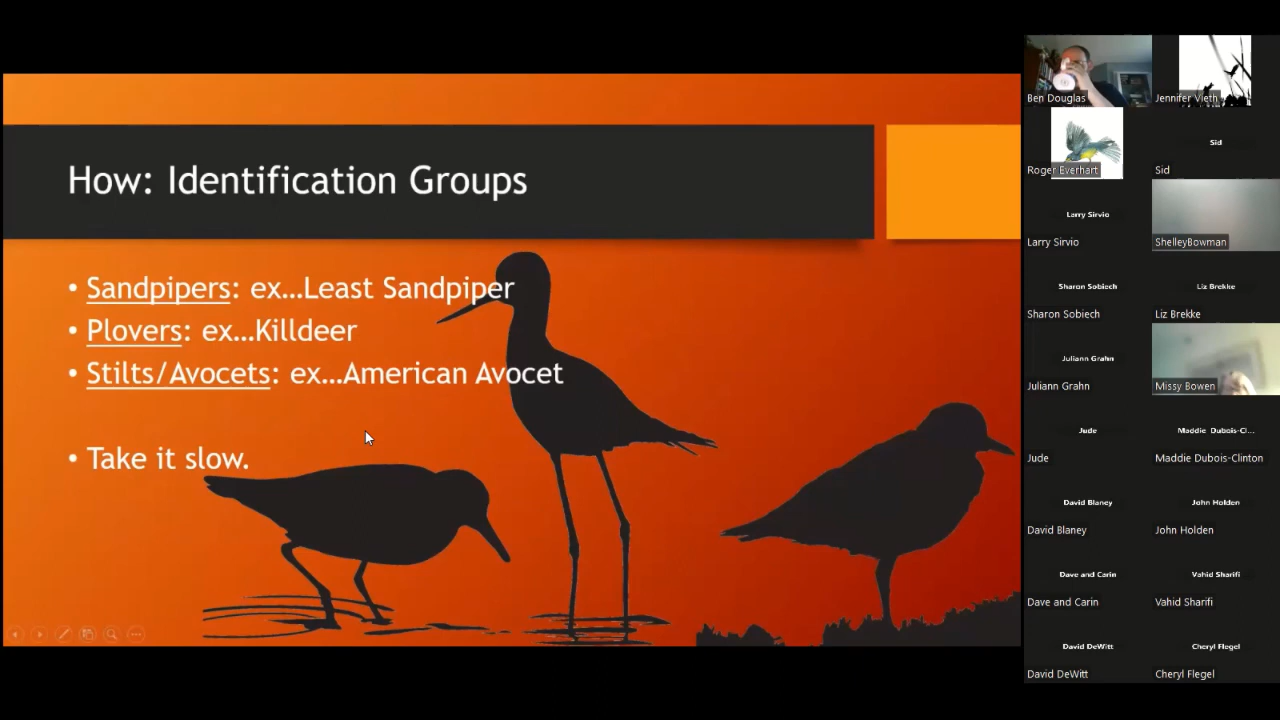 How: Identification Groups
• Sandpipers: ex...Least Sandpiper
• Plovers: ex...Killdeer
• Stilts/Avocets: ex...American Avocet
• Take it slow.
Ben Douglas
Jennifer Vieth
Roger Everhart
Sid
Sid
Larry Sirvio
Larry Sirvio
ShelleyBowman
Sharon Sobiech
Sharon Sobiech
Liz Brekke
Liz Brekke
Juliann Grahn
Juliann Grahn
Missy Bowen
Jude
Jude
Maddie Dubois-Cl...
Maddie Dubois-Clinton
David Blaney
David Blaney
John Holden
John Holden
Dave and Carin
Dave and Carin
Vahid Sharifi
Vahid Sharifi
David DeWitt
David DeWitt
Cheryl Flegel
Cheryl Flegel